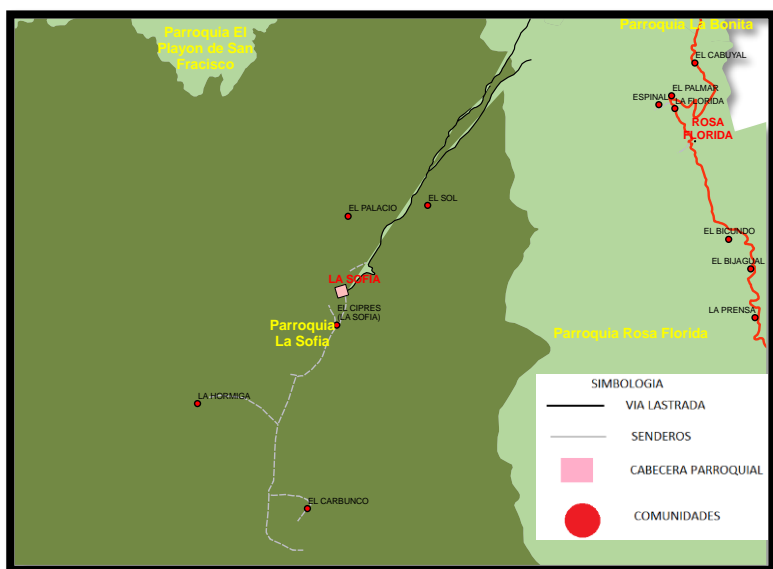 Parroquia El
Playon de San
Fracisco
Parroquia La Bonita
EL CABUYAL
EL PALMAR
ESPINAL
LA FLORIDA
ROSA
FLORIDA
EL PALACIO
EL SOL
EL BICUNDO
EL BIJAGUAL
LA SOFIA
EL CIPRES
(LA SOFIA)
LA PRENSA
Parroquia
La Sofia
Parroquia Rosa Florida
LA HORMIGA
EL CARBUNCO
SIMBOLOGIA
VIA LASTRADA
SENDEROS
CABECERA PARROQUIAL
COMUNIDADES